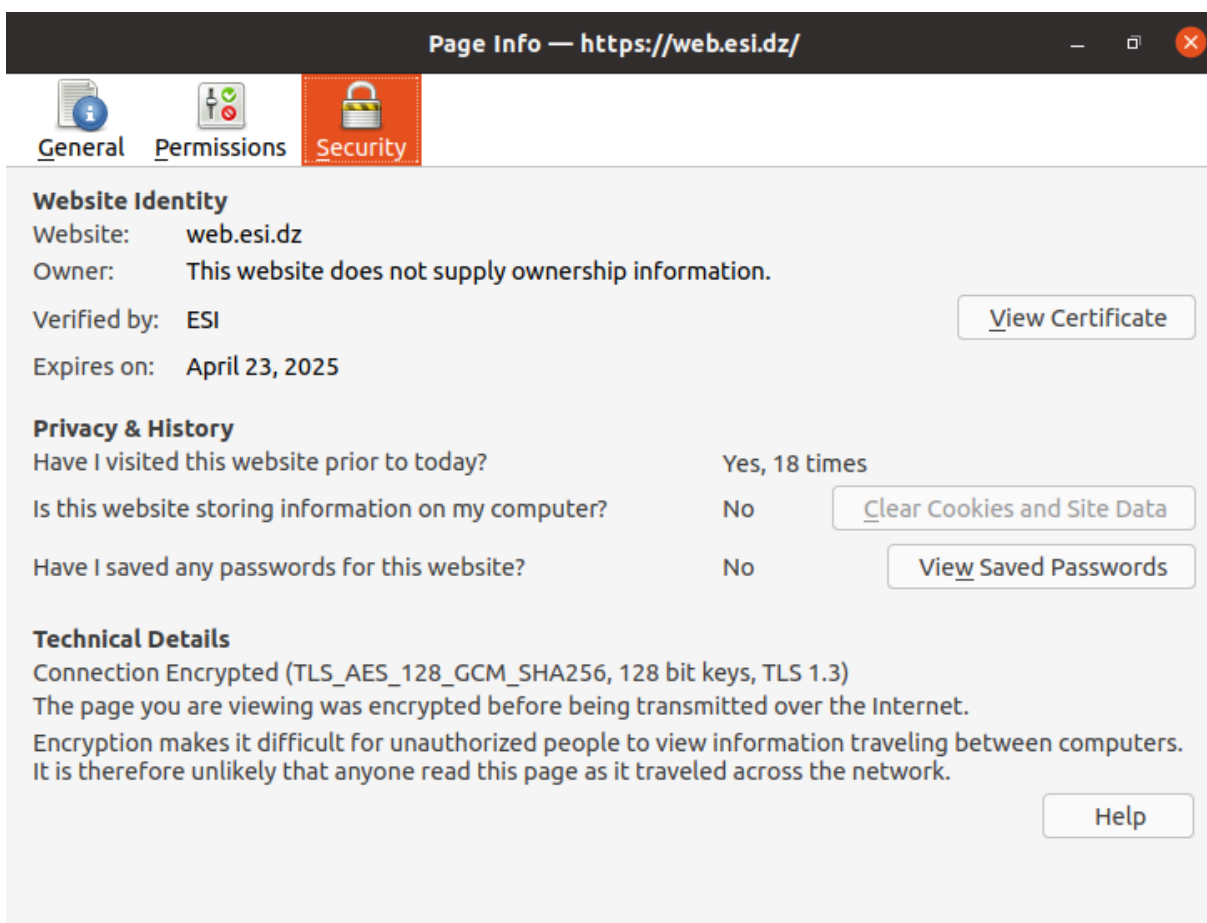 Page Info — https://web.esi.dz/
General Permissions Security
Website Identity
Website: web.esi.dz
Owner: This website does not supply ownership information.
Verified by: ESI View Certificate
Expires on: April 23, 2025
Privacy & History
Have I visited this website prior to today? Yes, 18 times
Is this website storing information on my computer? No Clear Cookies and Site Data
Have I saved any passwords for this website? No View Saved Passwords
Technical Details
Connection Encrypted (TLS_AES_128_GCM_SHA256, 128 bit keys, TLS 1.3)
The page you are viewing was encrypted before being transmitted over the Internet.
Encryption makes it difficult for unauthorized people to view information traveling between computers.
It is therefore unlikely that anyone read this page as it traveled across the network.
Help